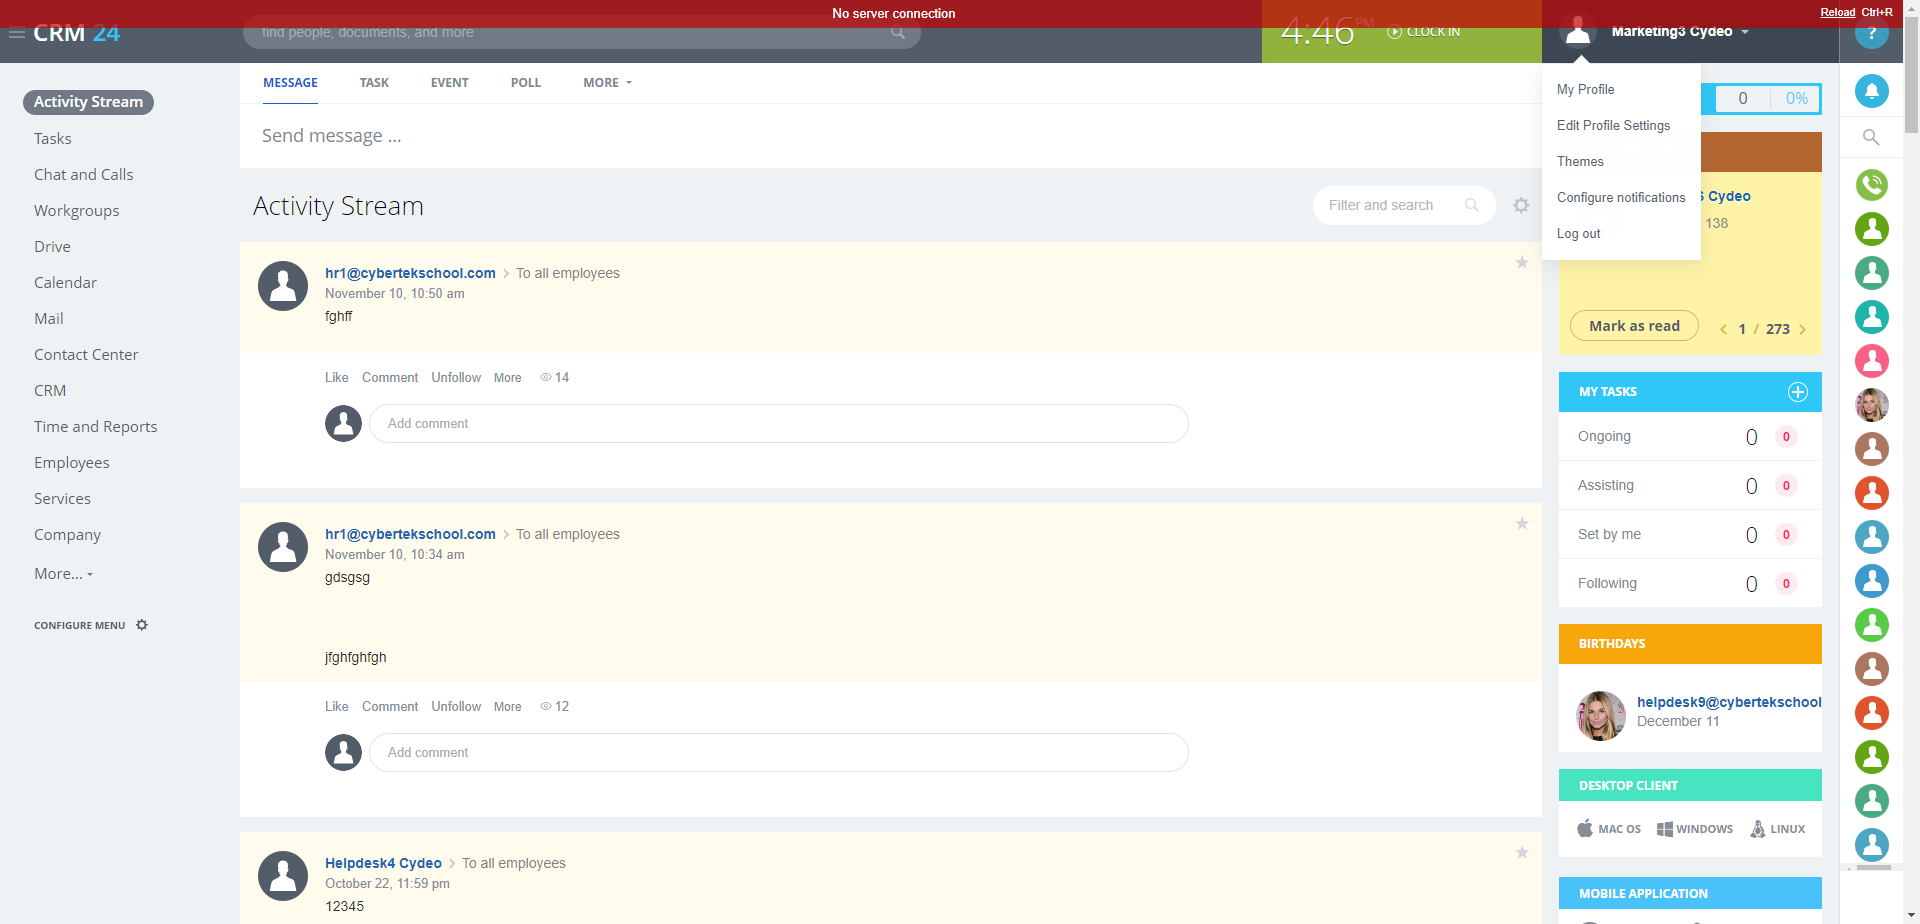 No server connection
Reload Ctrl+R
CRM 24
find people, documents, and more
4:46 PM
CLOCK IN
Marketing3 Cydeo
?
MESSAGE
TASK
EVENT
POLL
MORE
Send message ...
My Profile
Edit Profile Settings
Themes
Configure notifications
Log out
0
0%
Cydeo
138
Mark as read
1 / 273
Activity Stream
Tasks
Chat and Calls
Workgroups
Drive
Calendar
Mail
Contact Center
CRM
Time and Reports
Employees
Services
Company
More...
CONFIGURE MENU
Activity Stream
Filter and search
hr1@cybertekschool.com > To all employees
November 10, 10:50 am
fghff
Like Comment Unfollow More 14
Add comment
hr1@cybertekschool.com > To all employees
November 10, 10:34 am
gdsgsg
jfghfghfgh
Like Comment Unfollow More 12
Add comment
Helpdesk4 Cydeo > To all employees
October 22, 11:59 pm
12345
MY TASKS
Ongoing 0 0
Assisting 0 0
Set by me 0 0
Following 0 0
BIRTHDAYS
helpdesk9@cybertekschool
December 11
DESKTOP CLIENT
MAC OS WINDOWS LINUX
MOBILE APPLICATION